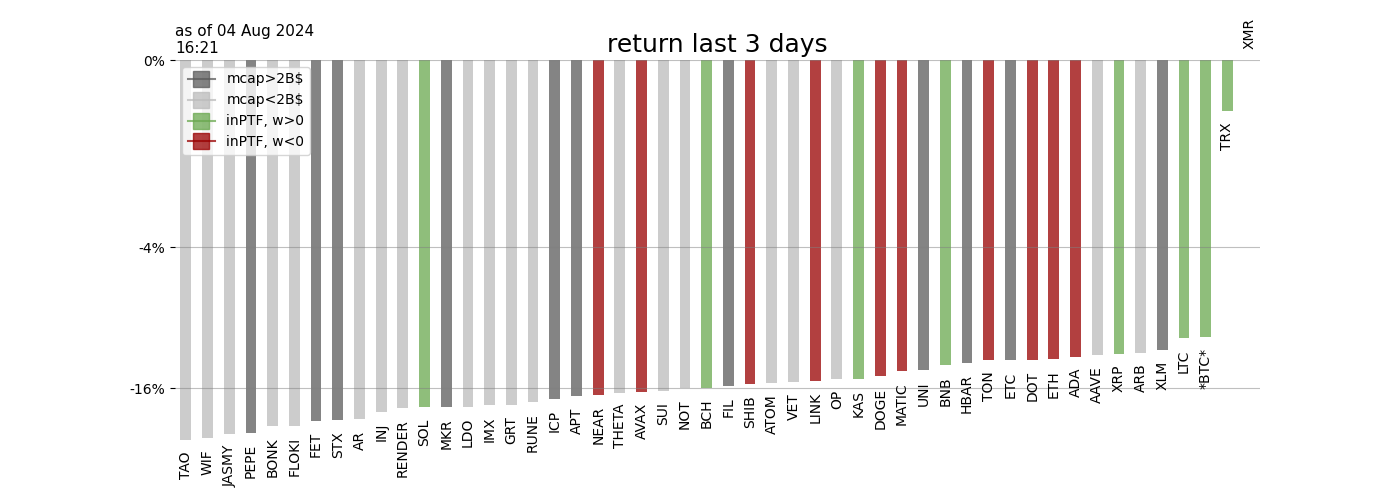 as of 04 Aug 2024
16:21
return last 3 days
XMR
0%
mcap>2B$
mcap<2B$
inPTF, w>0
inPTF, w<0
TRX
-4%
-16%
TAO
WIF
JASMY
PEPE
BONK
FLOKI
FET
STX
AR
INJ
RENDER
SOL
MKR
LDO
IMX
GRT
RUNE
ICP
APT
NEAR
THETA
AVAX
SUI
NOT
BCH
FIL
SHIB
ATOM
VET
LINK
OP
KAS
DOGE
MATIC
UNI
BNB
HBAR
TON
ETC
DOT
ETH
ADA
AAVE
XRP
ARB
XLM
LTC
*BTC*